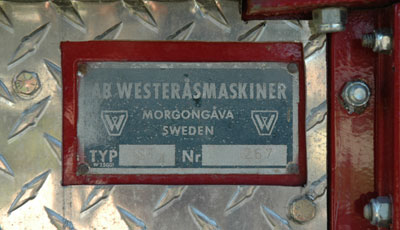 AB WESTERÅSMASKINER
MORGONGÅVA
W SWEDEN W
TYP Nr